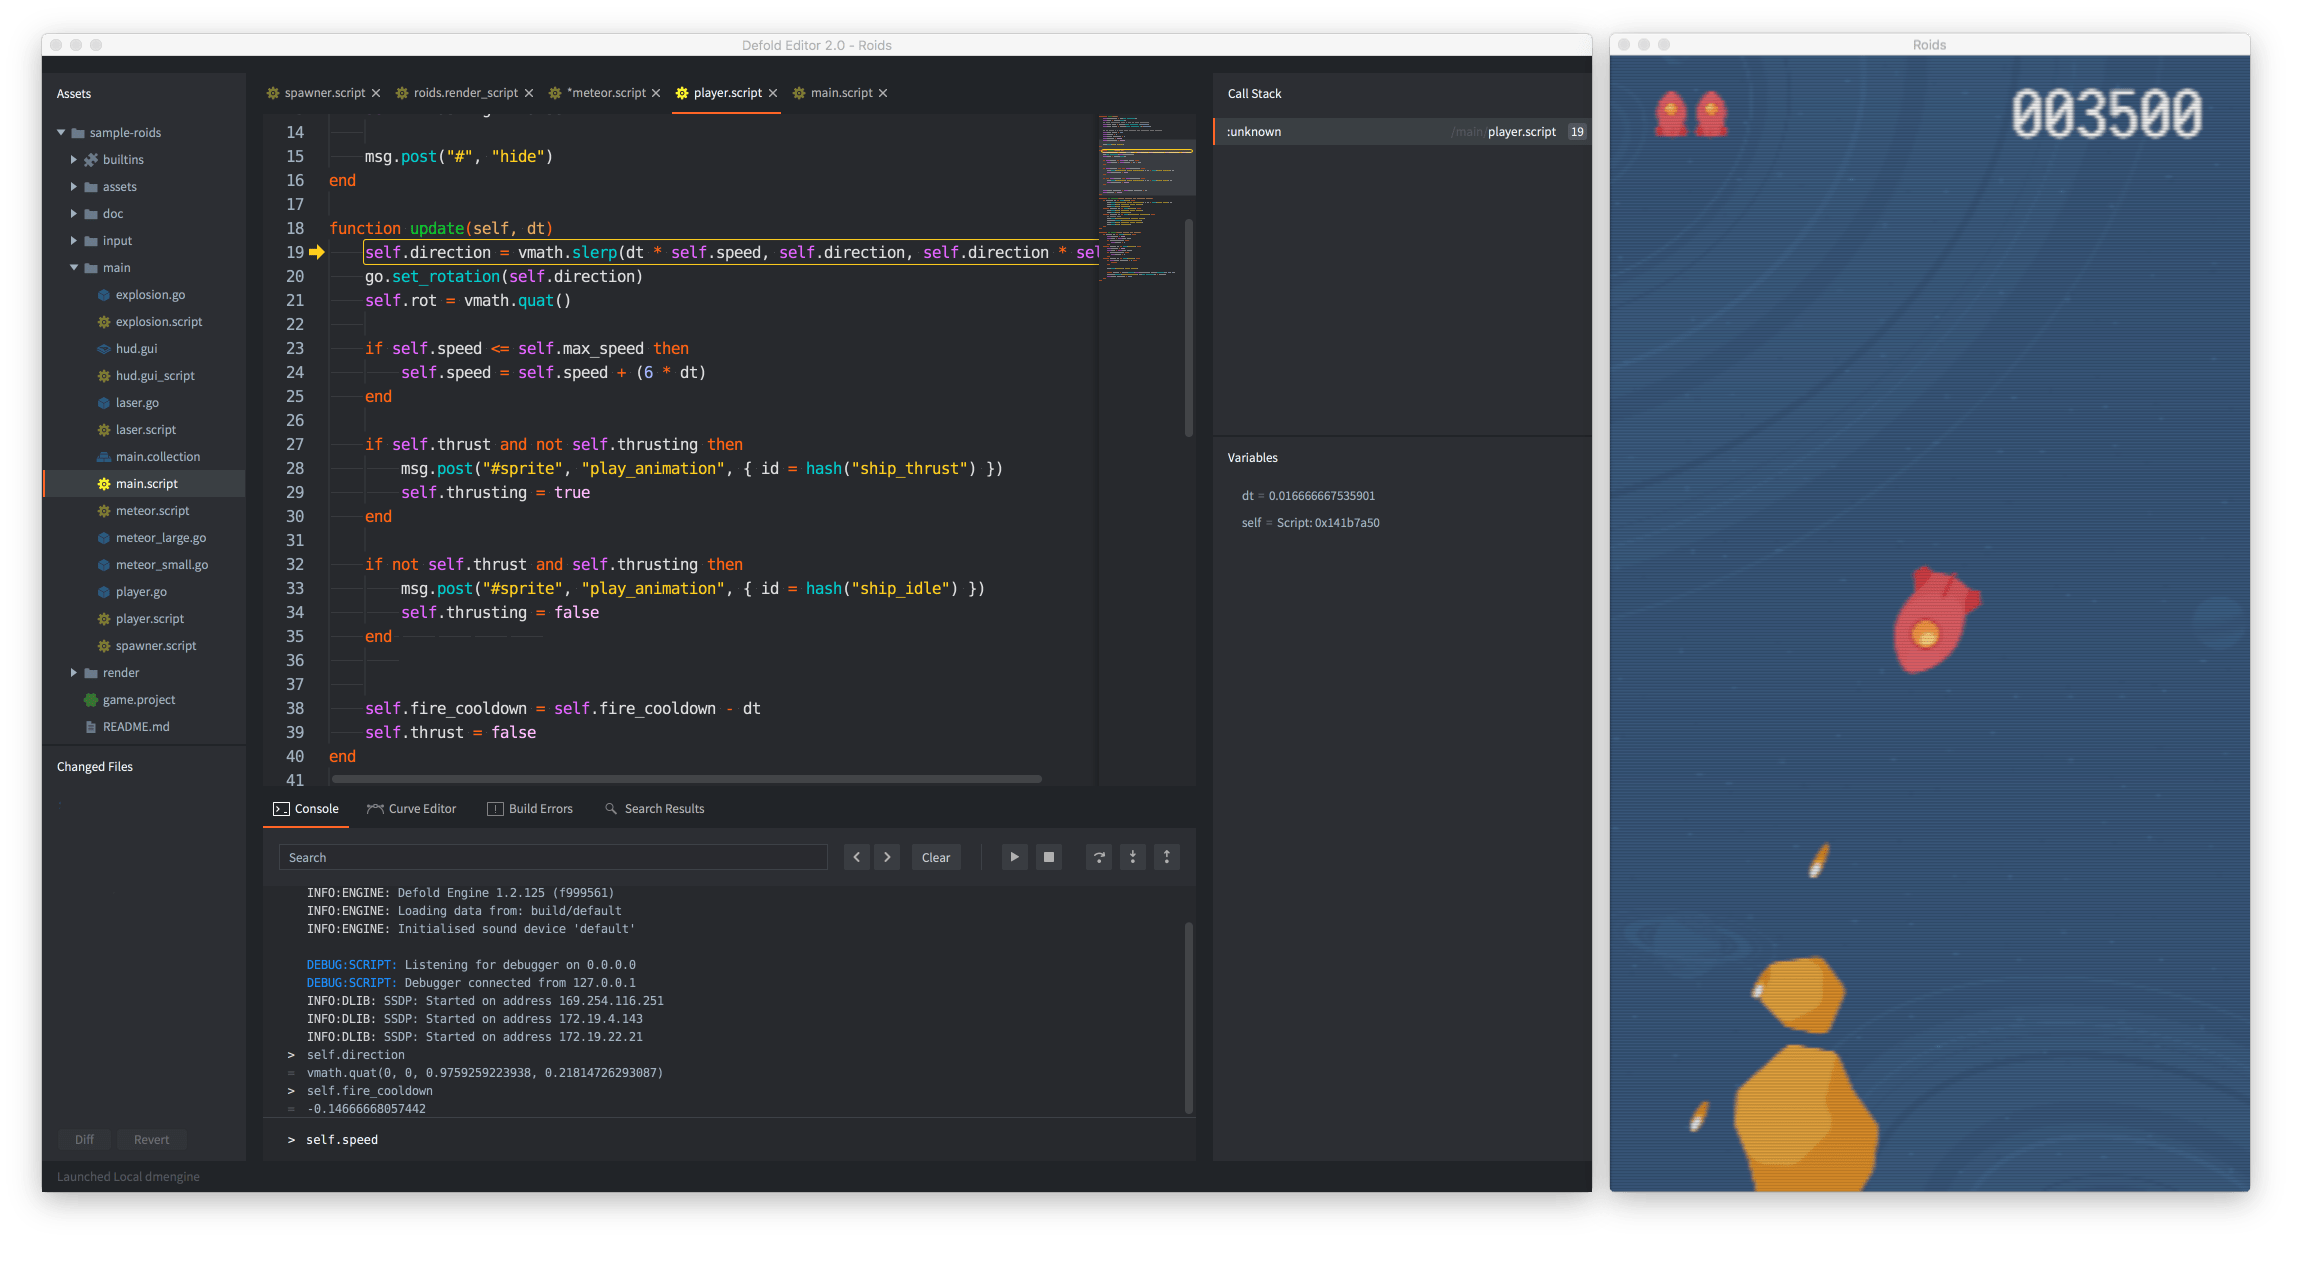 Defold Editor 2.0 - Roids
Assets
sample-roids
builtins
assets
doc
input
main
explosion.go
explosion.script
hud.gui
hud.gui_script
laser.go
laser.script
main.collection
main.script
meteor.script
meteor_large.go
meteor_small.go
player.go
player.script
spawner.script
render
game.project
README.md
Changed Files
Diff Revert
Launched Local dmengine
spawner.script roids.render_script *meteor.script player.script main.script
14
15 msg.post("#", "hide")
16 end
17
18 function update(self, dt)
19 self.direction = vmath.slerp(dt * self.speed, self.direction, self.direction * sel
20 go.set_rotation(self.direction)
21 self.rot = vmath.quat()
22
23 if self.speed <= self.max_speed then
24 self.speed = self.speed + (6 * dt)
25 end
26
27 if self.thrust and not self.thrusting then
28 msg.post("#sprite", "play_animation", { id = hash("ship_thrust") })
29 self.thrusting = true
30 end
31
32 if not self.thrust and self.thrusting then
33 msg.post("#sprite", "play_animation", { id = hash("ship_idle") })
34 self.thrusting = false
35 end
36
37
38 self.fire_cooldown = self.fire_cooldown - dt
39 self.thrust = false
40 end
41
Console Curve Editor Build Errors Search Results
Search Clear
INFO:ENGINE: Defold Engine 1.2.125 (f999561)
INFO:ENGINE: Loading data from: build/default
INFO:ENGINE: Initialised sound device 'default'
DEBUG:SCRIPT: Listening for debugger on 0.0.0.0
DEBUG:SCRIPT: Debugger connected from 127.0.0.1
INFO:DLIB: SSDP: Started on address 169.254.116.251
INFO:DLIB: SSDP: Started on address 172.19.4.143
INFO:DLIB: SSDP: Started on address 172.19.22.21
> self.direction
= vmath.quat(0, 0, 0.9759259223938, 0.21814726293087)
> self.fire_cooldown
= -0.14666668057442
> self.speed
Call Stack
:unknown /main/player.script 19
Variables
dt = 0.016666667535901
self = Script: 0x141b7a50
Roids
003500